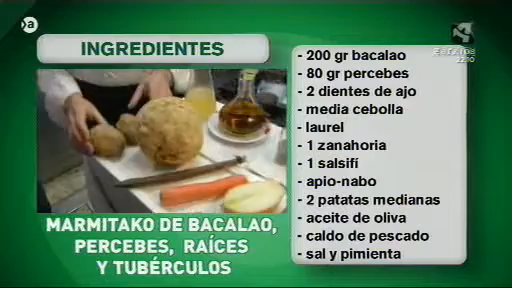 INGREDIENTES
- 200 gr bacalao
- 80 gr percebes
- 2 dientes de ajo
- media cebolla
- laurel
- 1 zanahoria
- 1 salsifí
- apio-nabo
- 2 patatas medianas
- aceite de oliva
- caldo de pescado
- sal y pimienta
MARMITAKO DE BACALAO,
PERCEBES, RAÍCES
Y TUBÉRCULOS